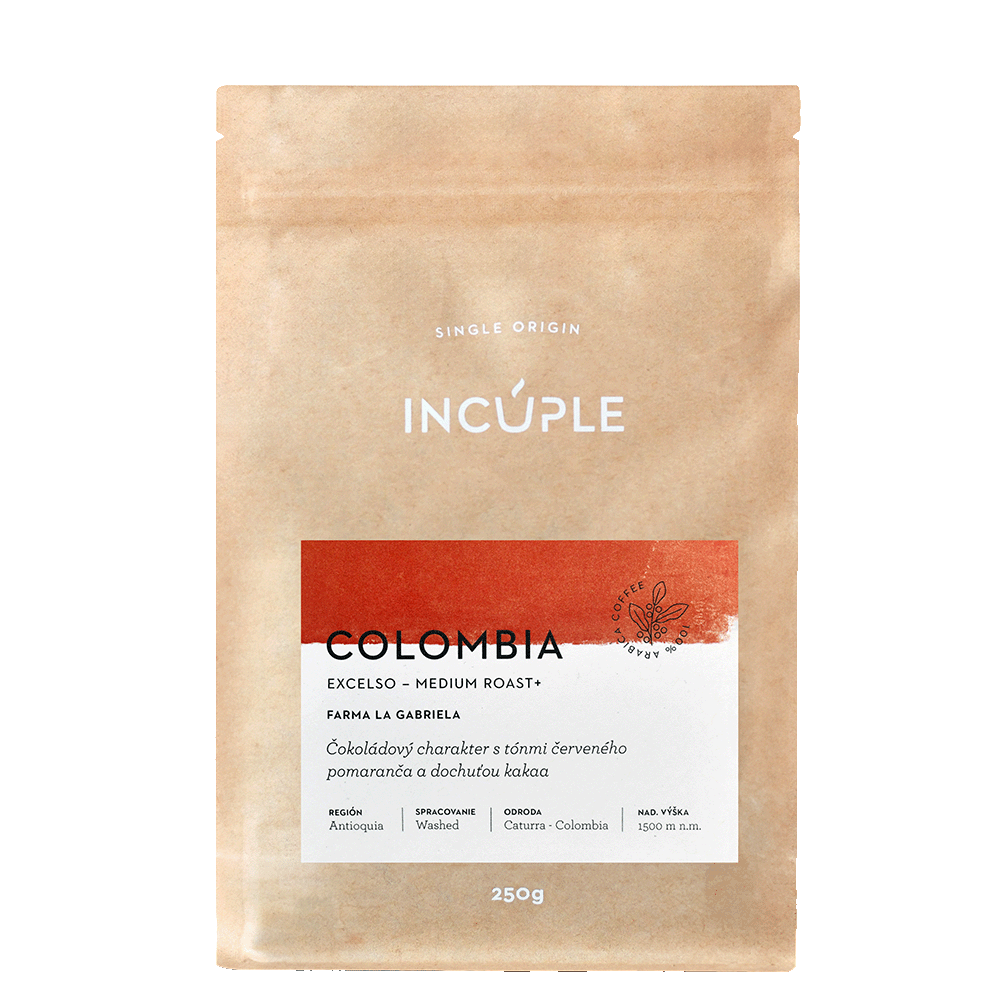 SINGLE ORIGIN
INCÚPLE
100% ARABICA COFFEE
COLOMBIA
EXCELSO – MEDIUM ROAST+
FARMA LA GABRIELA
Čokoládový charakter s tónmi červeného
pomaranča a dochuťou kakaa
REGIÓN
Antioquia
SPRACOVANIE
Washed
ODRODA
Caturra - Colombia
NAD. VÝŠKA
1500 m n.m.
250g